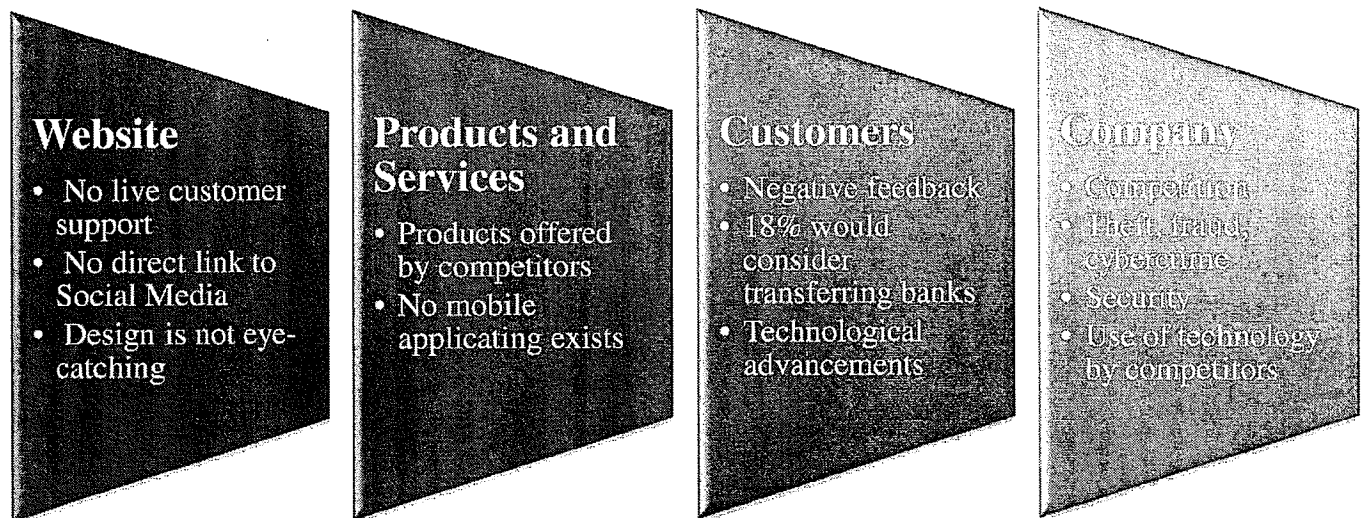 Website
• No live customer
support
• No direct link to
Social Media
• Design is not eye-
catching
Products and
Services
• Products offered
by competitors
• No mobile
applicating exists
Customers
• Negative feedback
• 18% would
consider
transferring banks
• Technological
advancements
Company
• Competition
• Theft, fraud,
cybercrime
• Security
• Use of technology
by competitors